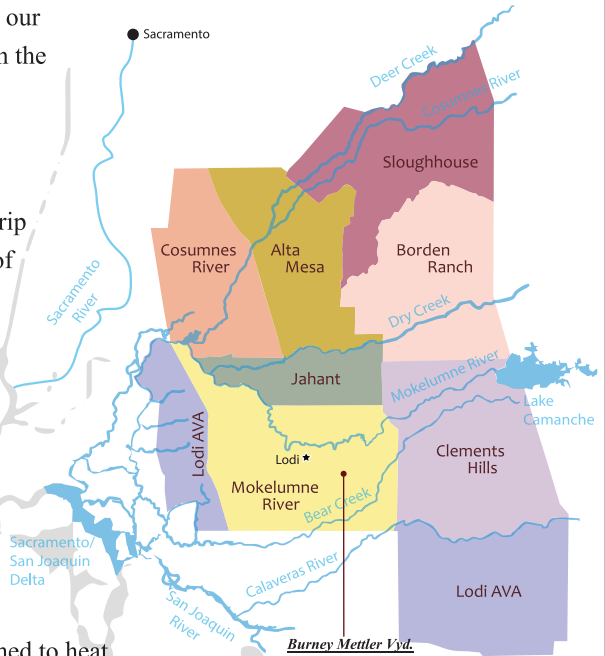 our
Sacramento
n the
Deer Creek
Cosumnes River
Sloughhouse
rip
of
Cosumnes
River
Alta
Mesa
Borden
Ranch
Sacramento
River
Dry Creek
Jahant
Mokelumne River
Lake
Camanche
Lodi AVA
Lodi
Clements
Hills
Mokelumne
River
Bear Creek
Sacramento/
San Joaquin
Delta
Calaveras River
San Joaquin
River
Lodi AVA
Burney Mettler Vyd.
ned to heat